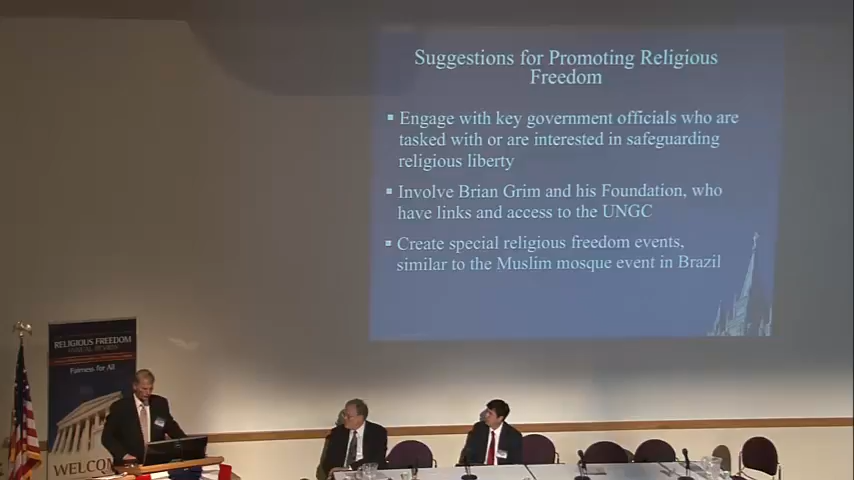 Suggestions for Promoting Religious
Freedom
▪ Engage with key government officials who are
tasked with or are interested in safeguarding
religious liberty
▪ Involve Brian Grim and his Foundation, who
have links and access to the UNGC
▪ Create special religious freedom events,
similar to the Muslim mosque event in Brazil
RELIGIOUS FREEDOM
ANNUAL REVIEW
Fairness for All